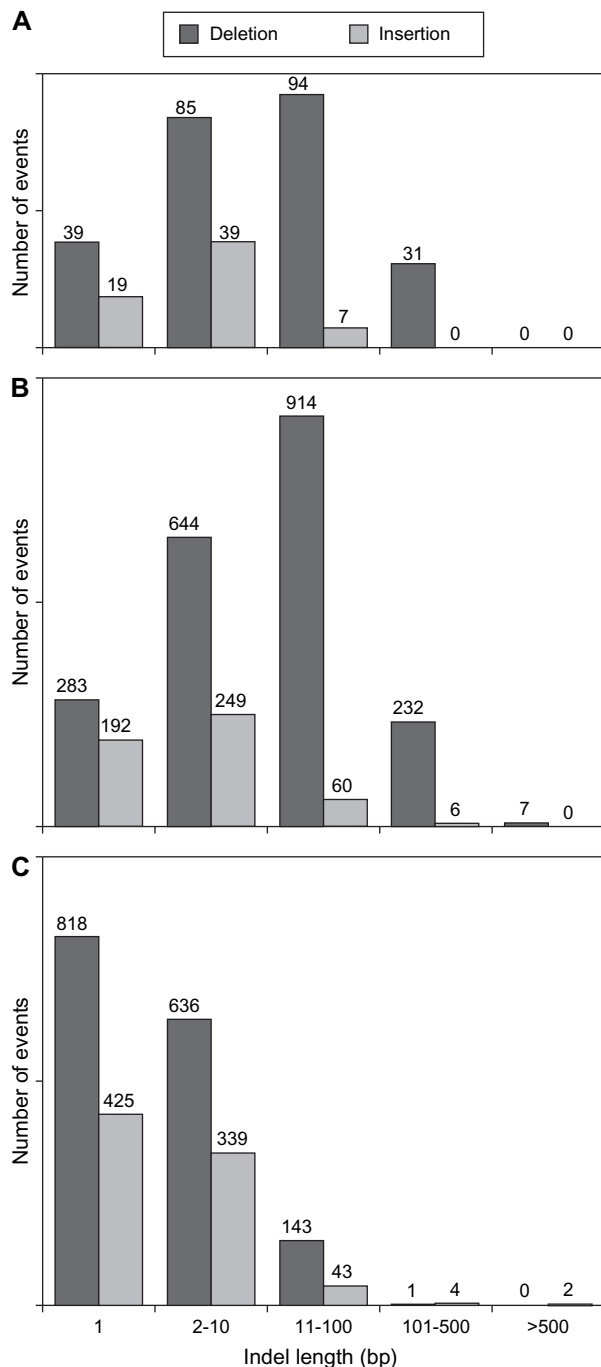 A
Deletion Insertion
Number of events
39 19 85 39 94 7 31 0 0 0
B
Number of events
283 192 644 249 914 60 232 6 7 0
C
Number of events
818 425 636 339 143 43 1 4 0 2
1 2-10 11-100 101-500 >500
Indel length (bp)